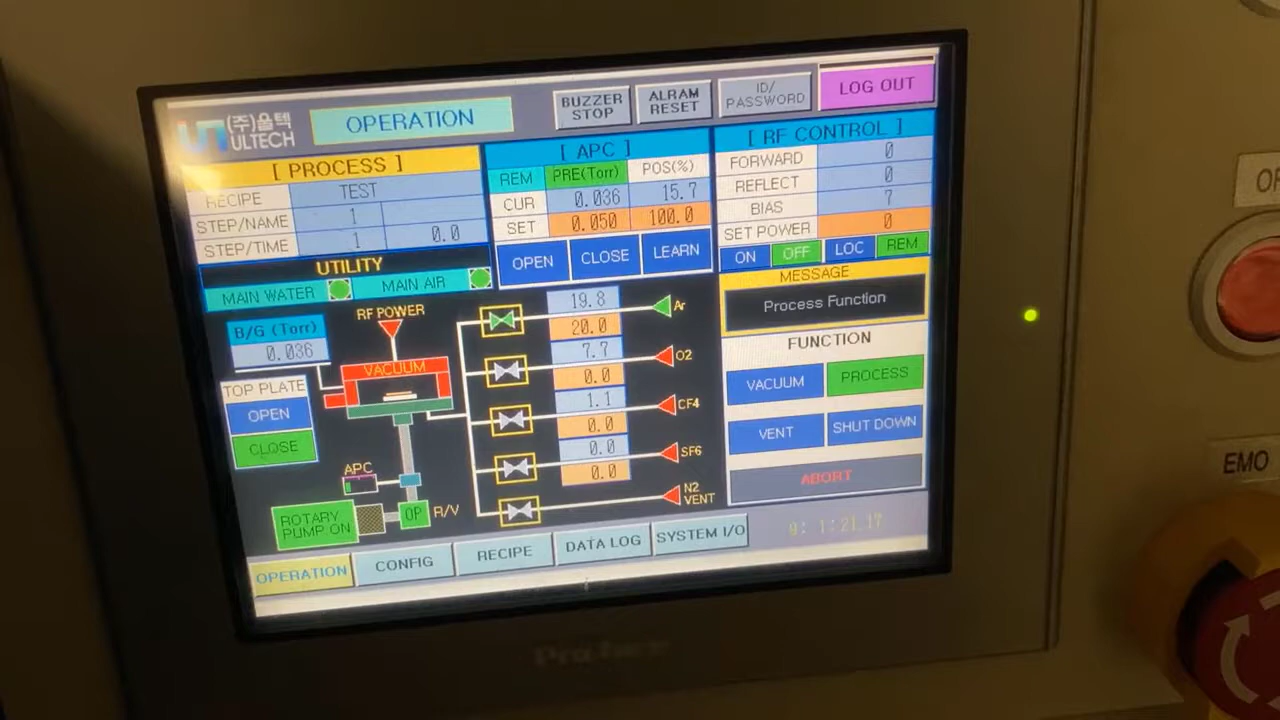 (주)울텍
ULTECH
OPERATION
BUZZER
STOP
ALRAM
RESET
ID/
PASSWORD
LOG OUT
[ PROCESS ]
RECIPE TEST
STEP/NAME 1
STEP/TIME 1 0.0
[ APC ]
REM PRE(Torr) POS(%)
CUR 0.036 15.7
SET 0.050 100.0
OPEN CLOSE LEARN
[ RF CONTROL ]
FORWARD 0
REFLECT 0
BIAS 7
SET POWER 0
ON OFF LOC REM
UTILITY
MAIN WATER MAIN AIR
B/G (Torr)
0.036
RF POWER
VACUUM
TOP PLATE
OPEN
CLOSE
APC
ROTARY
PUMP ON
OP R/V
19.8 Ar
20.0
7.7 O2
0.0
1.1 CF4
0.0
0.0 SF6
0.0
N2
VENT
MESSAGE
Process Function
FUNCTION
VACUUM PROCESS
VENT SHUT DOWN
ABORT
9: 1:21.17
OPERATION CONFIG RECIPE DATA LOG SYSTEM I/O
EMO